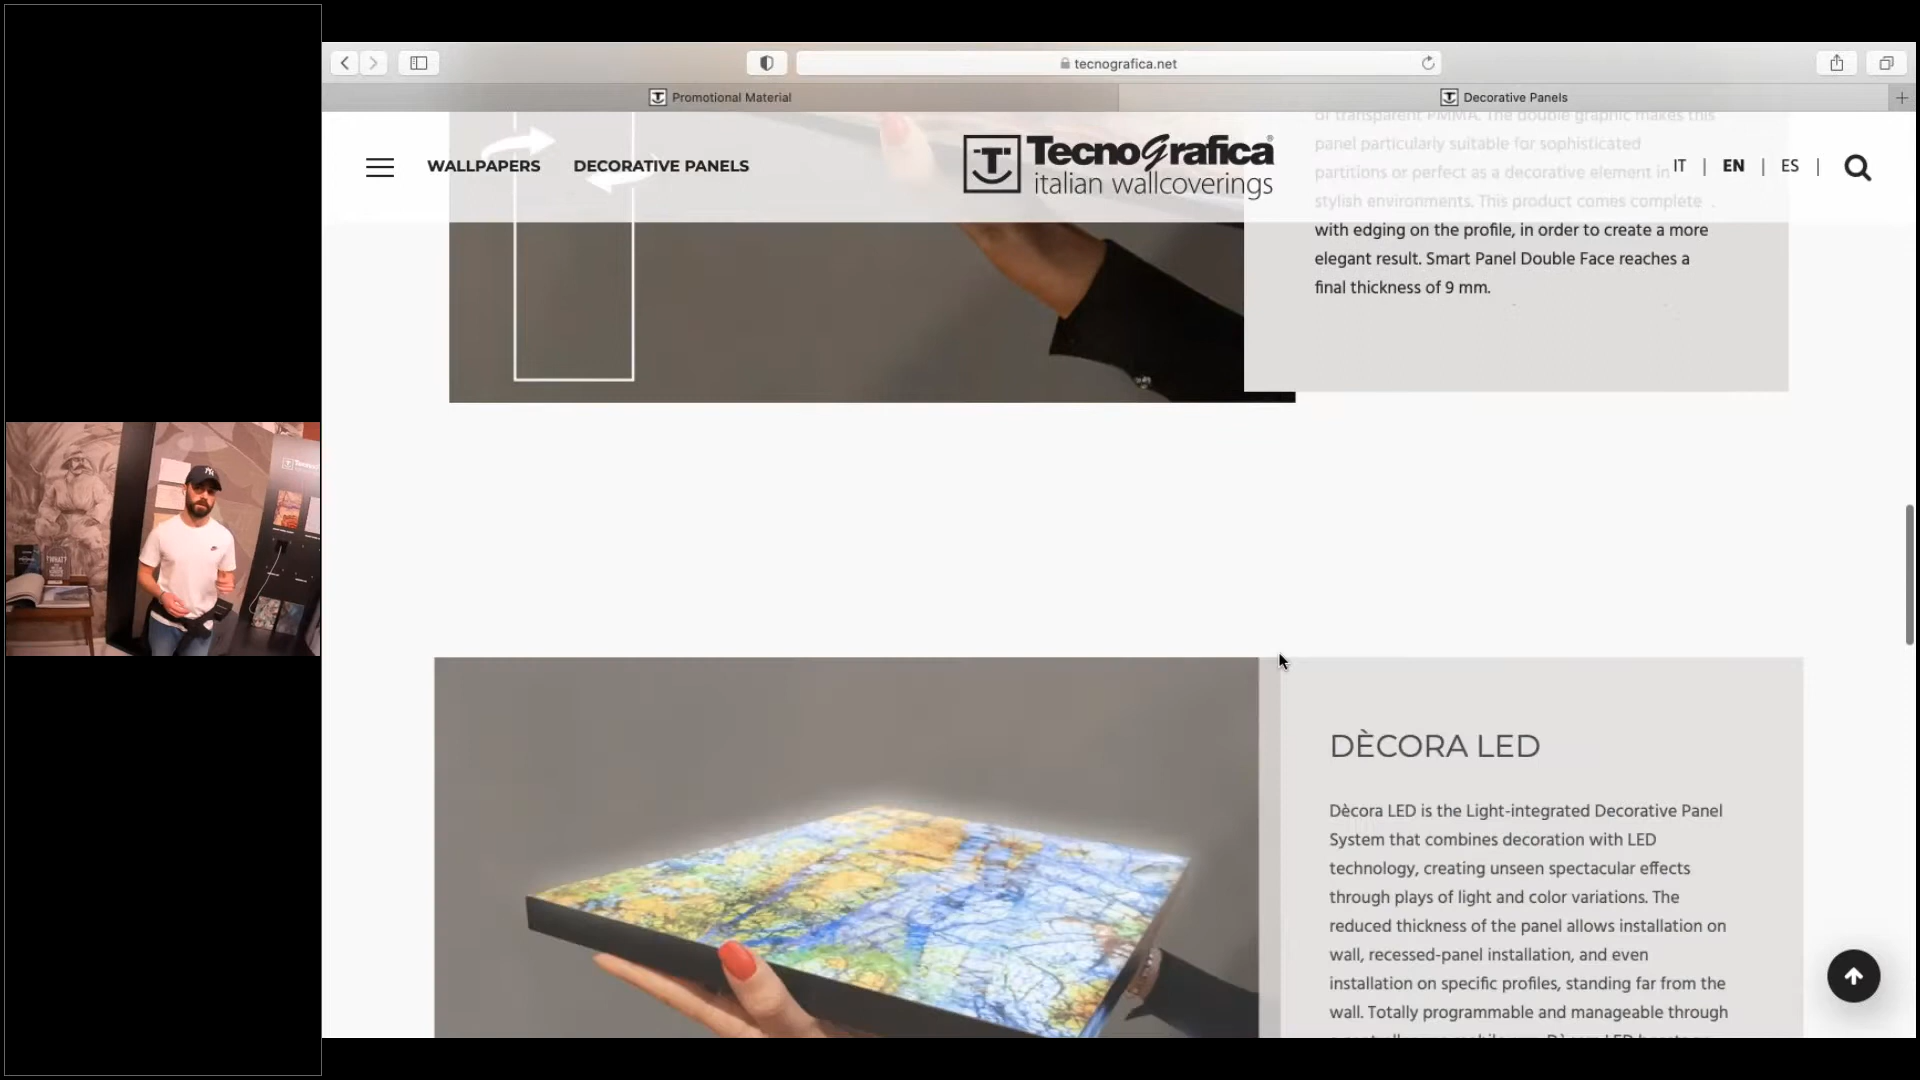 tecnografica.net
Promotional Material
Decorative Panels
WALLPAPERS
DECORATIVE PANELS
Tecnografica
italian wallcoverings
IT | EN | ES |
of transparent PMMA. The double graphic makes this
panel particularly suitable for sophisticated
partitions or perfect as a decorative element in
stylish environments. This product comes complete
with edging on the profile, in order to create a more
elegant result. Smart Panel Double Face reaches a
final thickness of 9 mm.
DÈCORA LED
Dècora LED is the Light-integrated Decorative Panel
System that combines decoration with LED
technology, creating unseen spectacular effects
through plays of light and color variations. The
reduced thickness of the panel allows installation on
wall, recessed-panel installation, and even
installation on specific profiles, standing far from the
wall. Totally programmable and manageable through